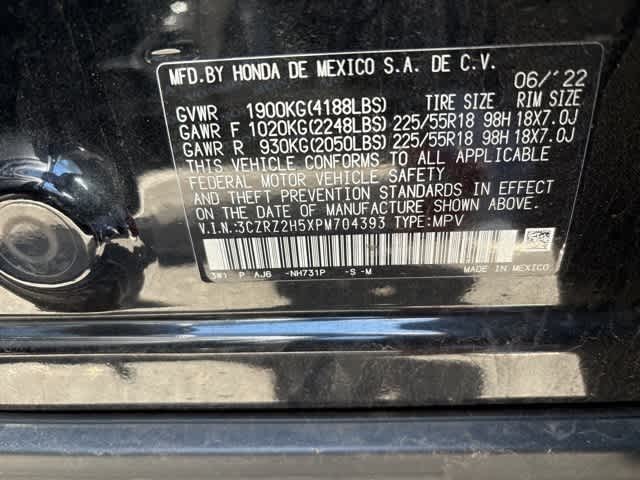 MFD.BY HONDA DE MEXICO S.A. DE C.V.
06/'22
GVWR 1900KG(4188LBS) TIRE SIZE RIM SIZE
GAWR F 1020KG(2248LBS) 225/55R18 98H 18X7.0J
GAWR R 930KG(2050LBS) 225/55R18 98H 18X7.0J
THIS VEHICLE CONFORMS TO ALL APPLICABLE
FEDERAL MOTOR VEHICLE SAFETY
AND THEFT PREVENTION STANDARDS IN EFFECT
ON DATE OF MANUFACTURE SHOWN ABOVE.
V.I.N:3CZRZ2H5XPM704393 TYPE:MPV
3W1 P AJ6 -NH731P -S -M MADE IN MEXICO